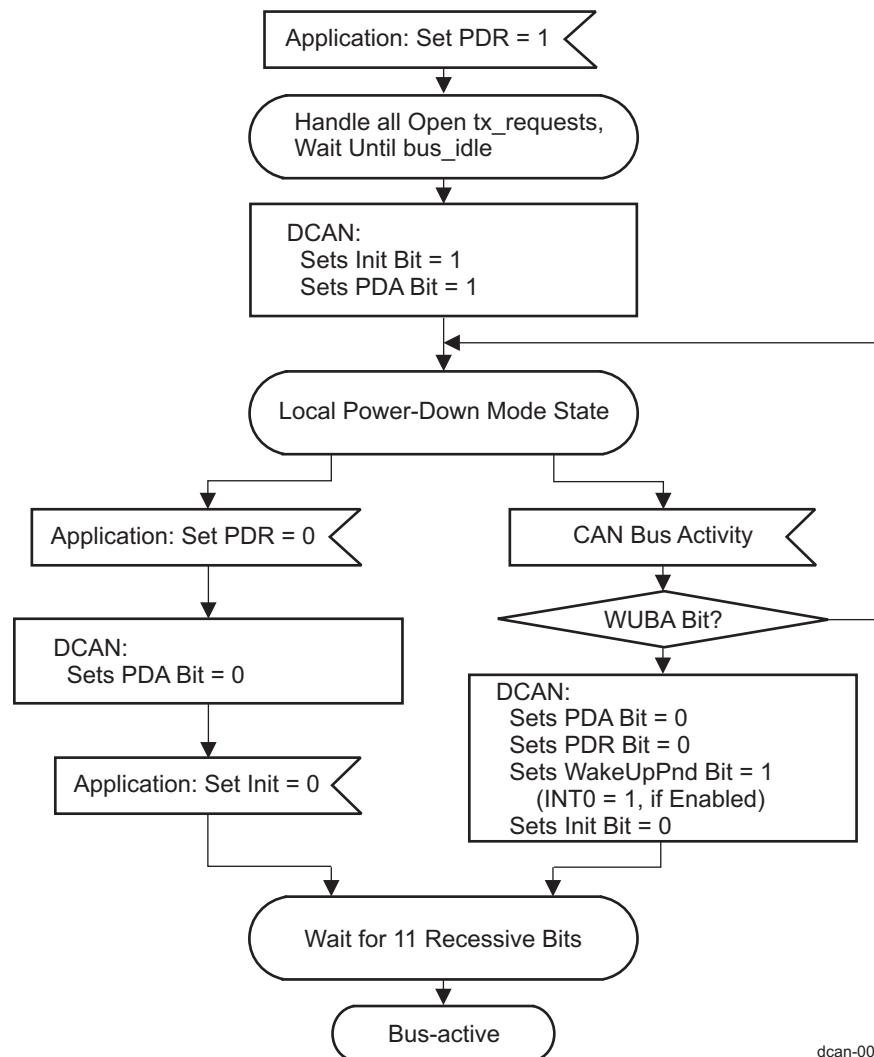 Application: Set PDR = 1
Handle all Open tx_requests,
Wait Until bus_idle
DCAN:
Sets Init Bit = 1
Sets PDA Bit = 1
Local Power-Down Mode State
Application: Set PDR = 0
CAN Bus Activity
WUBA Bit?
DCAN:
Sets PDA Bit = 0
DCAN:
Sets PDA Bit = 0
Sets PDR Bit = 0
Sets WakeUpPnd Bit = 1
(INT0 = 1, if Enabled)
Sets Init Bit = 0
Application: Set Init = 0
Wait for 11 Recessive Bits
Bus-active
dcan-00